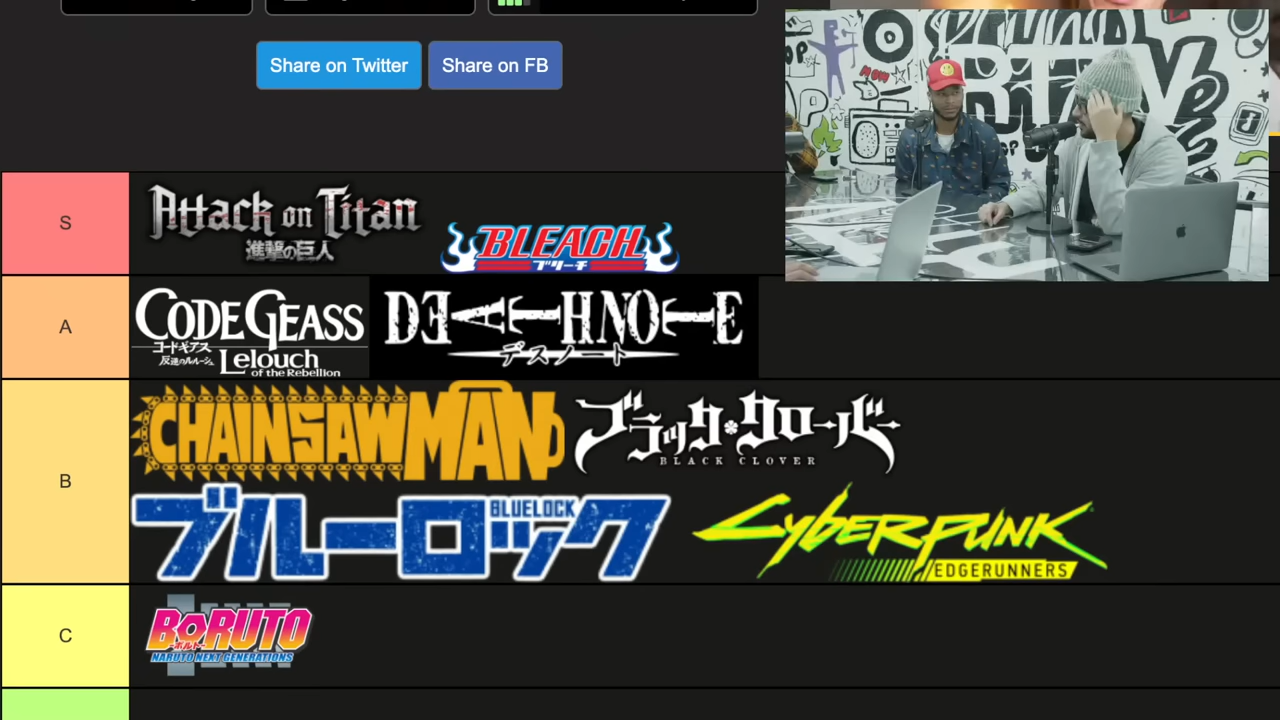 Share on Twitter
Share on FB
S
ATTACK on TITAN
進撃の巨人
BLEACH
ブリーチ
A
CODE GEASS
コードギアス
反逆のルルーシュ
Lelouch
of the Rebellion
DEATH NOTE
デスノート
B
CHAINSAW MAN
ブラック・クローバー
BLACK CLOVER
ブルーロック
BLUELOCK
CYBERPUNK
EDGERUNNERS
C
BORUTO
-ボルト-
NARUTO NEXT GENERATIONS